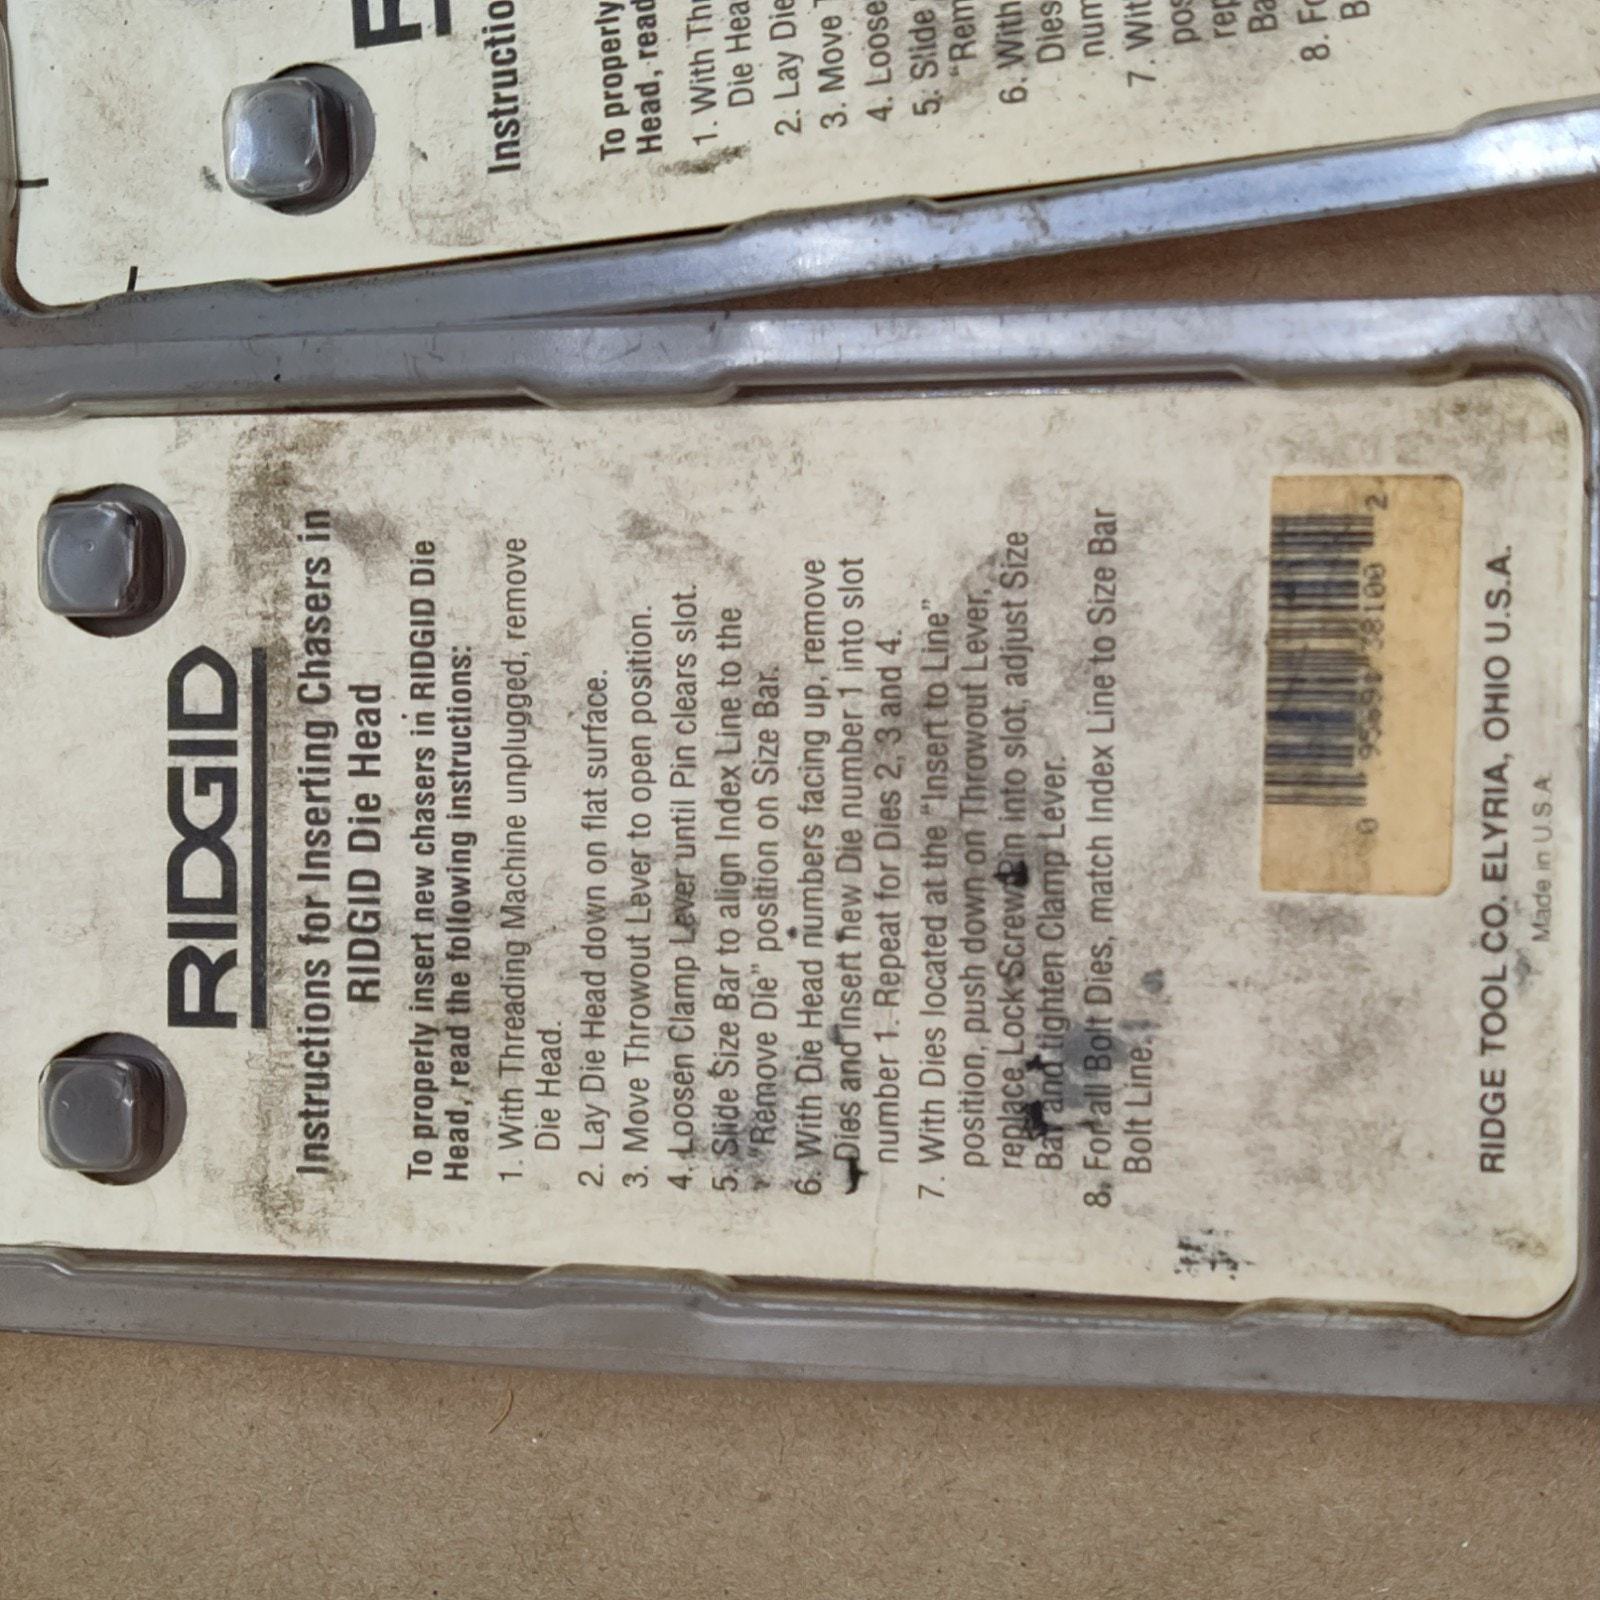 RIDGID
Instructions for Inserting Chasers in
RIDGID Die Head
To properly insert new chasers in RIDGID Die
Head, read the following instructions:
1. With Threading Machine unplugged, remove
Die Head.
2. Lay Die Head down on flat surface.
3. Move Throwout Lever to open position.
4. Loosen Clamp Lever until Pin clears slot.
5. Slide Size Bar to align Index Line to the
"Remove Die" position on Size Bar.
6. With Die Head numbers facing up, remove
Dies and insert new Die number 1 into slot
number 1. Repeat for Dies 2, 3 and 4.
7. With Dies located at the "Insert to Line"
position, push down on Throwout Lever,
replace Lock Screw Pin into slot, adjust Size
Bar and tighten Clamp Lever.
8. For all Bolt Dies, match Index Line to Size Bar
Bolt Line.
0 95691 78100 2
RIDGE TOOL CO. ELYRIA, OHIO U.S.A.
Made in U.S.A.
R
Instructio
To properly
Head, read
1. With Thr
Die Hea
2. Lay Die
3. Move T
4. Loose
5. Slide
"Rem
6. With
Dies
num
7. Wit
pos
rep
Ba
8. Fo
B